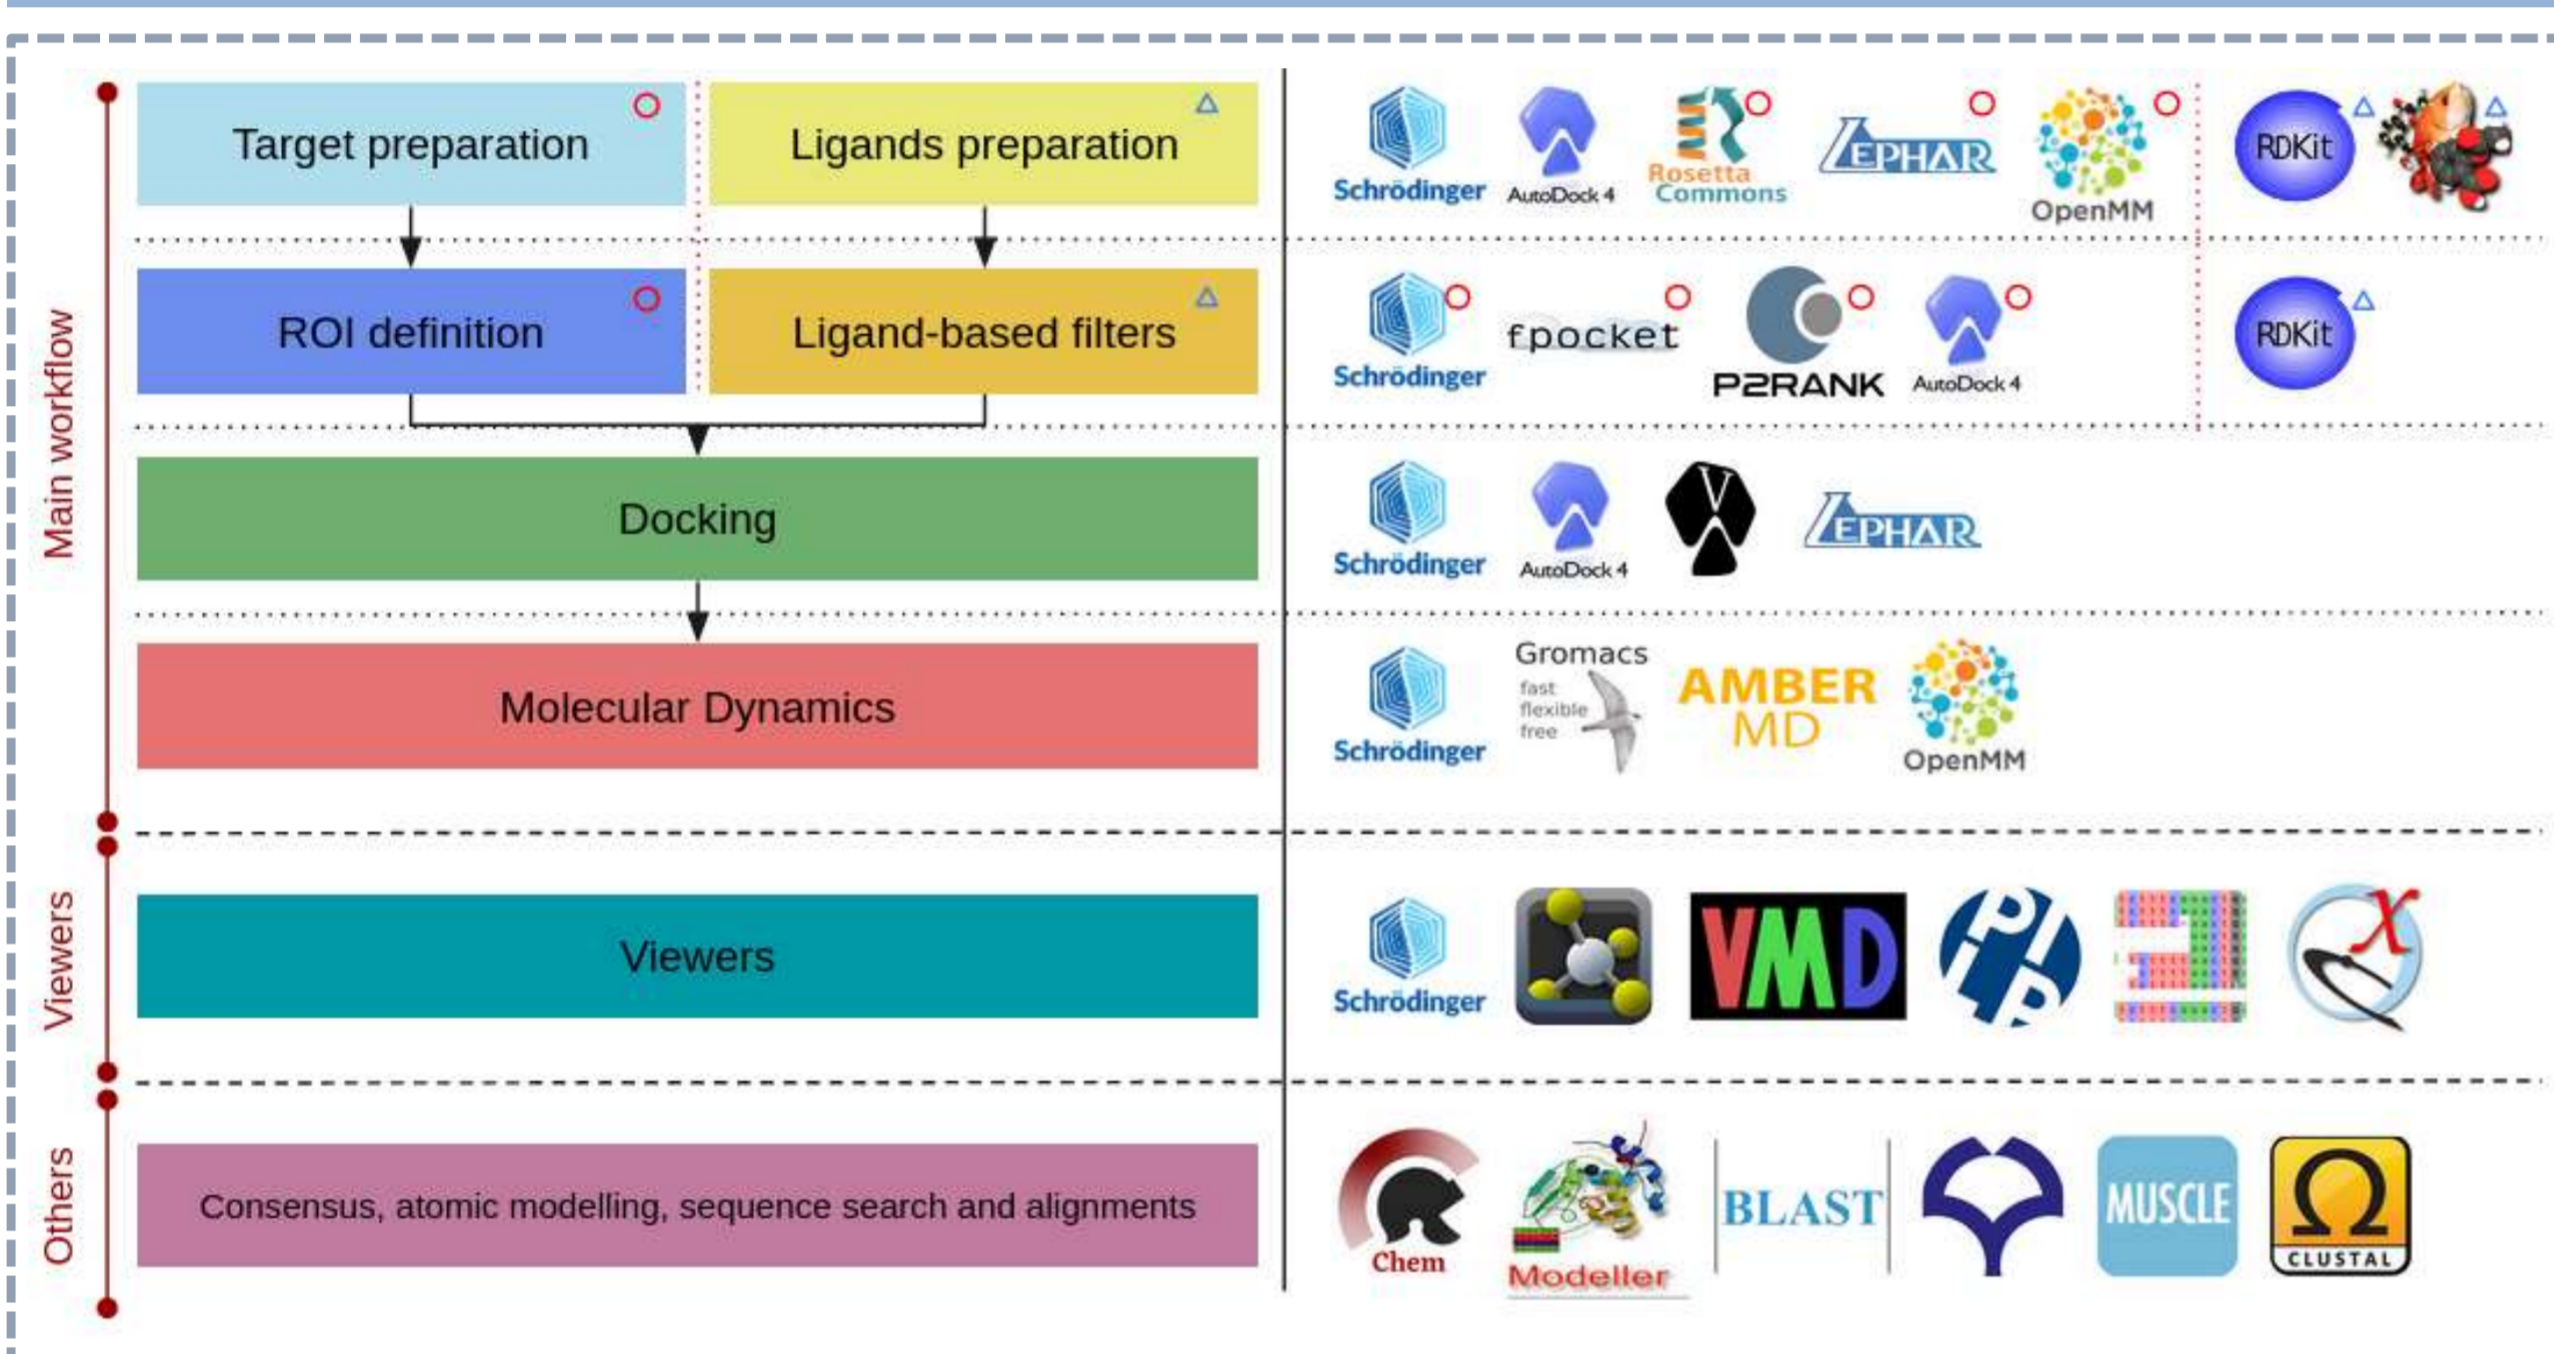 Main workflow
Target preparation
Ligands preparation
Schrödinger
AutoDock 4
Rosetta
Commons
LEPHAR
OpenMM
RDKit
ROI definition
Ligand-based filters
Schrödinger
fpocket
P2RANK
AutoDock 4
RDKit
Docking
Schrödinger
AutoDock 4
V
LEPHAR
Molecular Dynamics
Schrödinger
Gromacs
fast
flexible
free
AMBER
MD
OpenMM
Viewers
Viewers
Schrödinger
VMD
PLIP
X
Others
Consensus, atomic modelling, sequence search and alignments
Chem
Modeller
BLAST
MUSCLE
Ω
CLUSTAL